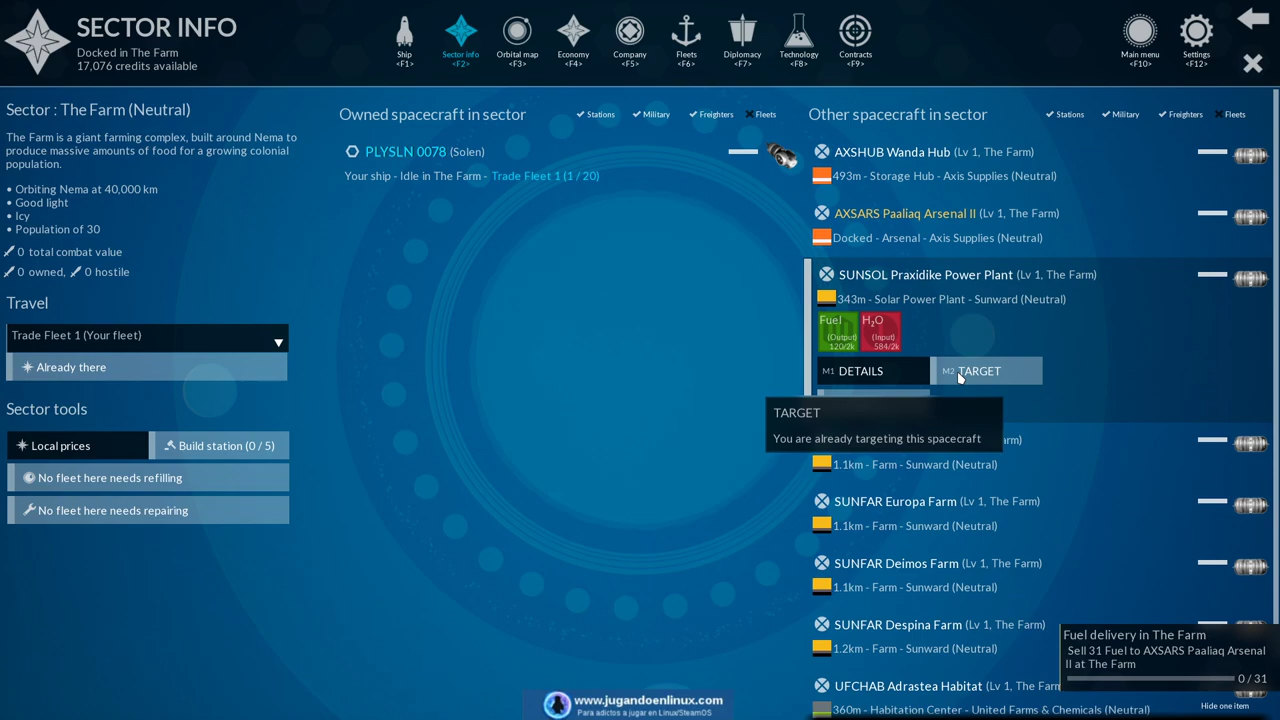 SECTOR INFO
Docked in The Farm
17,076 credits available
Ship
<F1>
Sector info
<F2>
Orbital map
<F3>
Economy
<F4>
Company
<F5>
Fleets
<F6>
Diplomacy
<F7>
Technology
<F8>
Contracts
<F9>
Main menu
<F10>
Settings
<F12>
Sector : The Farm (Neutral)
The Farm is a giant farming complex, built around Nema to
produce massive amounts of food for a growing colonial
population.
• Orbiting Nema at 40,000 km
• Good light
• Icy
• Population of 30
0 total combat value
0 owned, 0 hostile
Travel
Trade Fleet 1 (Your fleet)
Already there
Sector tools
Local prices
Build station (0 / 5)
No fleet here needs refilling
No fleet here needs repairing
Owned spacecraft in sector
Stations
Military
Freighters
Fleets
PLYSLN 0078 (Solen)
Your ship - Idle in The Farm - Trade Fleet 1 (1 / 20)
Other spacecraft in sector
Stations
Military
Freighters
Fleets
AXSHUB Wanda Hub (Lv 1, The Farm)
493m - Storage Hub - Axis Supplies (Neutral)
AXSARS Paaliaq Arsenal II (Lv 1, The Farm)
Docked - Arsenal - Axis Supplies (Neutral)
SUNSOL Praxidike Power Plant (Lv 1, The Farm)
343m - Solar Power Plant - Sunward (Neutral)
Fuel
(Output)
120/2k
H2O
(Input)
584/2k
M1 DETAILS
M2 TARGET
TARGET
You are already targeting this spacecraft
1.1km - Farm - Sunward (Neutral)
SUNFAR Europa Farm (Lv 1, The Farm)
1.1km - Farm - Sunward (Neutral)
SUNFAR Deimos Farm (Lv 1, The Farm)
1.1km - Farm - Sunward (Neutral)
SUNFAR Despina Farm (Lv 1, The Farm)
1.2km - Farm - Sunward (Neutral)
UFCHAB Adrastea Habitat (Lv 1, The Farm
360m - Habitation Center - United Farms & Chemicals (Neutral)
Fuel delivery in The Farm
Sell 31 Fuel to AXSARS Paaliaq Arsenal
II at The Farm
0 / 31
Hide one item
www.jugandoenlinux.com
Para adictos a jugar en Linux/SteamOS